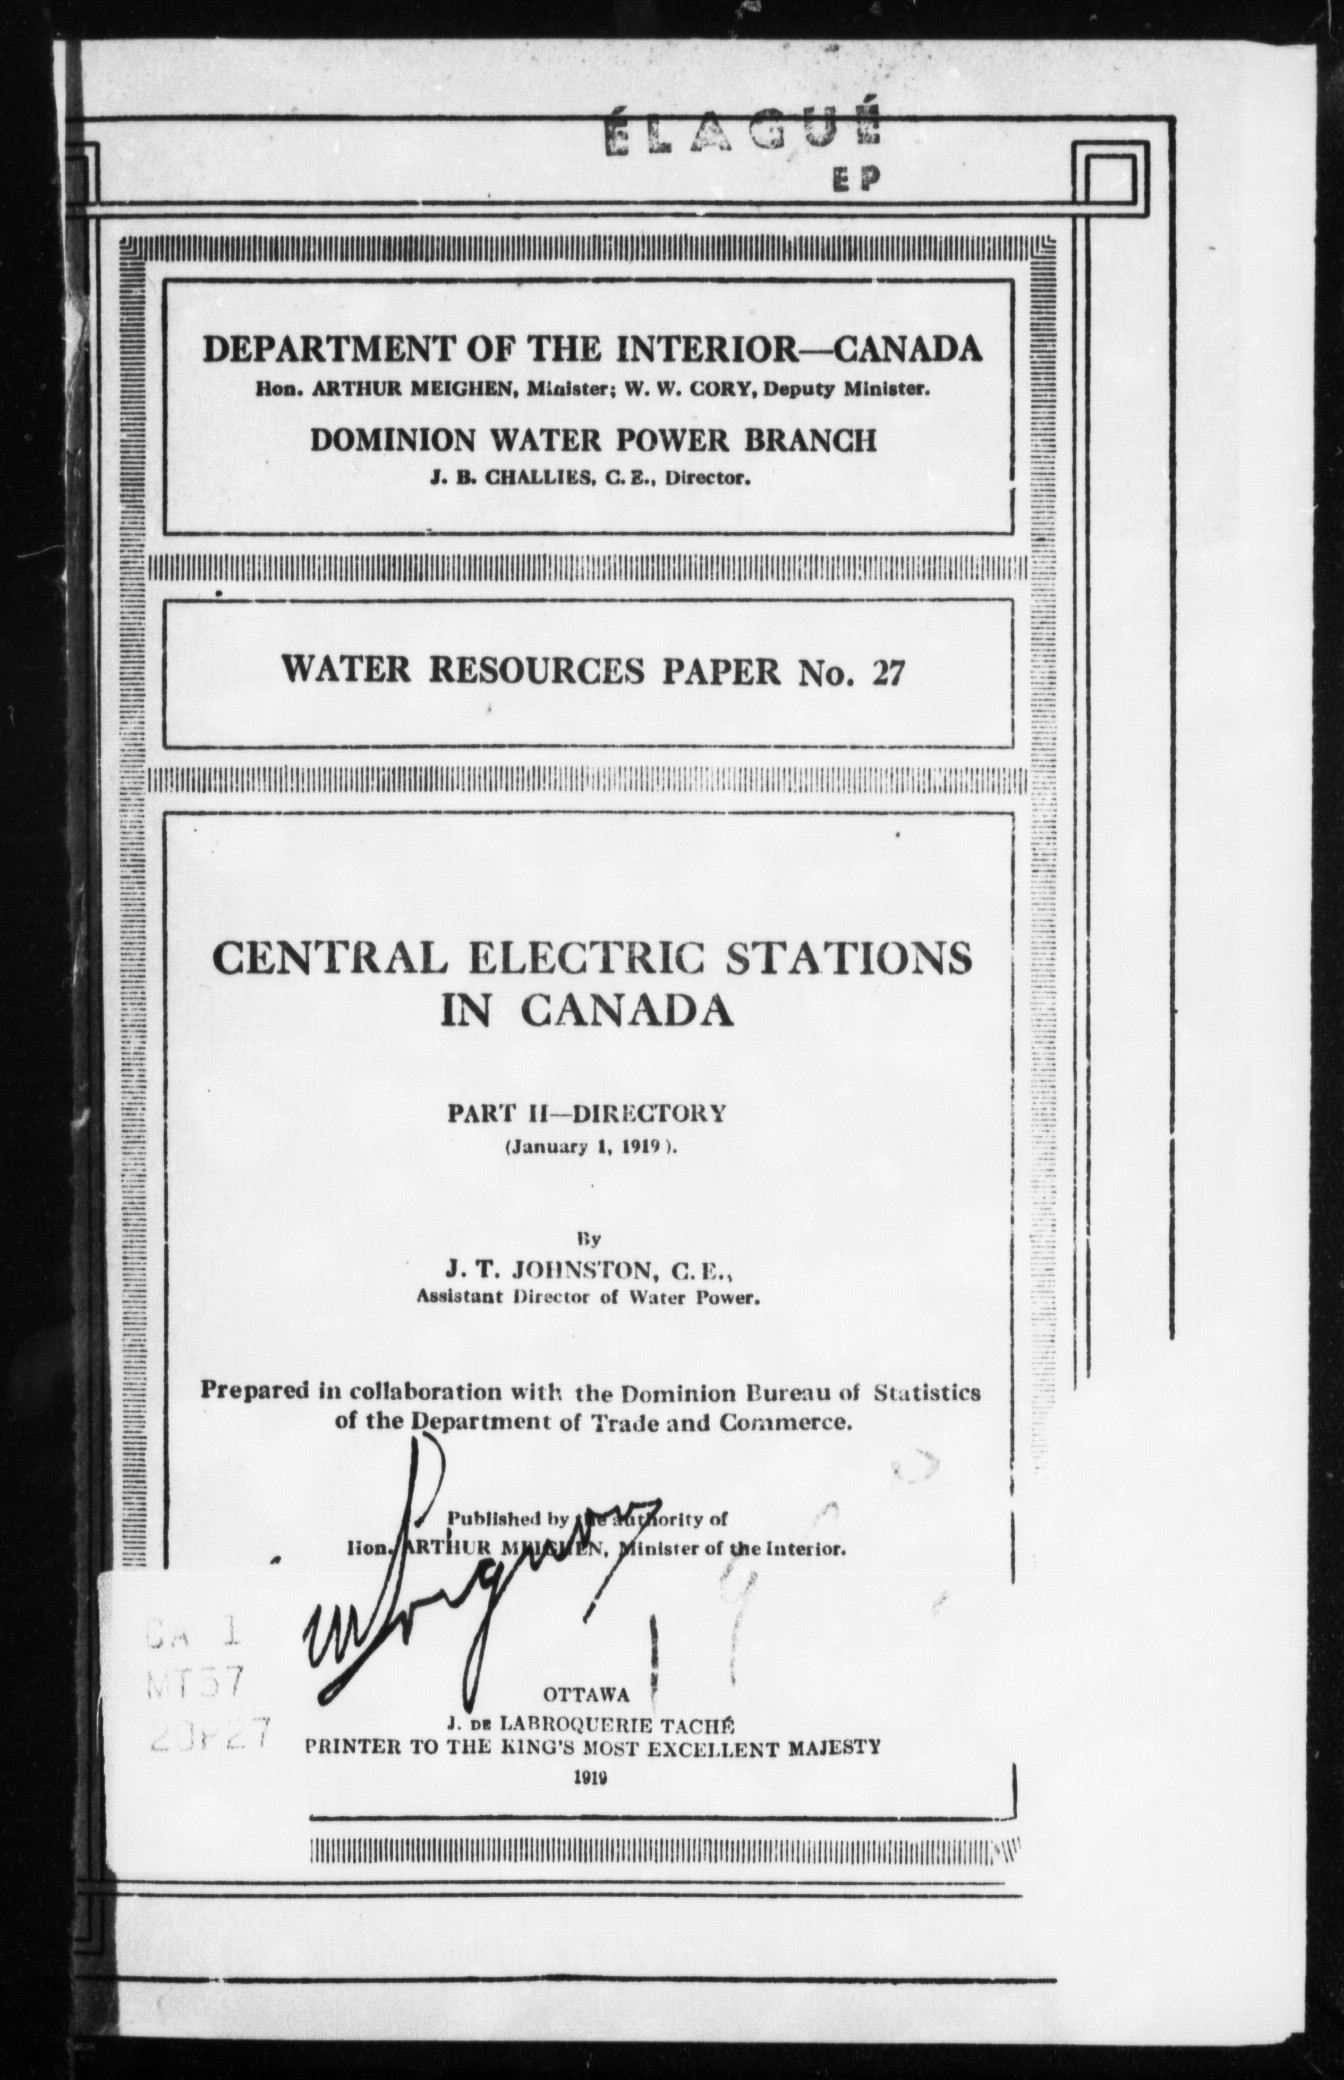 ÉLAGUÉ
EP
DEPARTMENT OF THE INTERIOR—CANADA
Hon. ARTHUR MEIGHEN, Minister; W. W. CORY, Deputy Minister.
DOMINION WATER POWER BRANCH
J. B. CHALLIES, C. E., Director.
WATER RESOURCES PAPER No. 27
CENTRAL ELECTRIC STATIONS
IN CANADA
PART II—DIRECTORY
(January 1, 1919).
By
J. T. JOHNSTON, C. E.,
Assistant Director of Water Power.
Prepared in collaboration with the Dominion Bureau of Statistics
of the Department of Trade and Commerce.
Published by the authority of
Hon. ARTHUR MEIGHEN, Minister of the Interior.
CA 1
MT57
20P27
OTTAWA
J. DE LABROQUERIE TACHÉ
PRINTER TO THE KING'S MOST EXCELLENT MAJESTY
1919